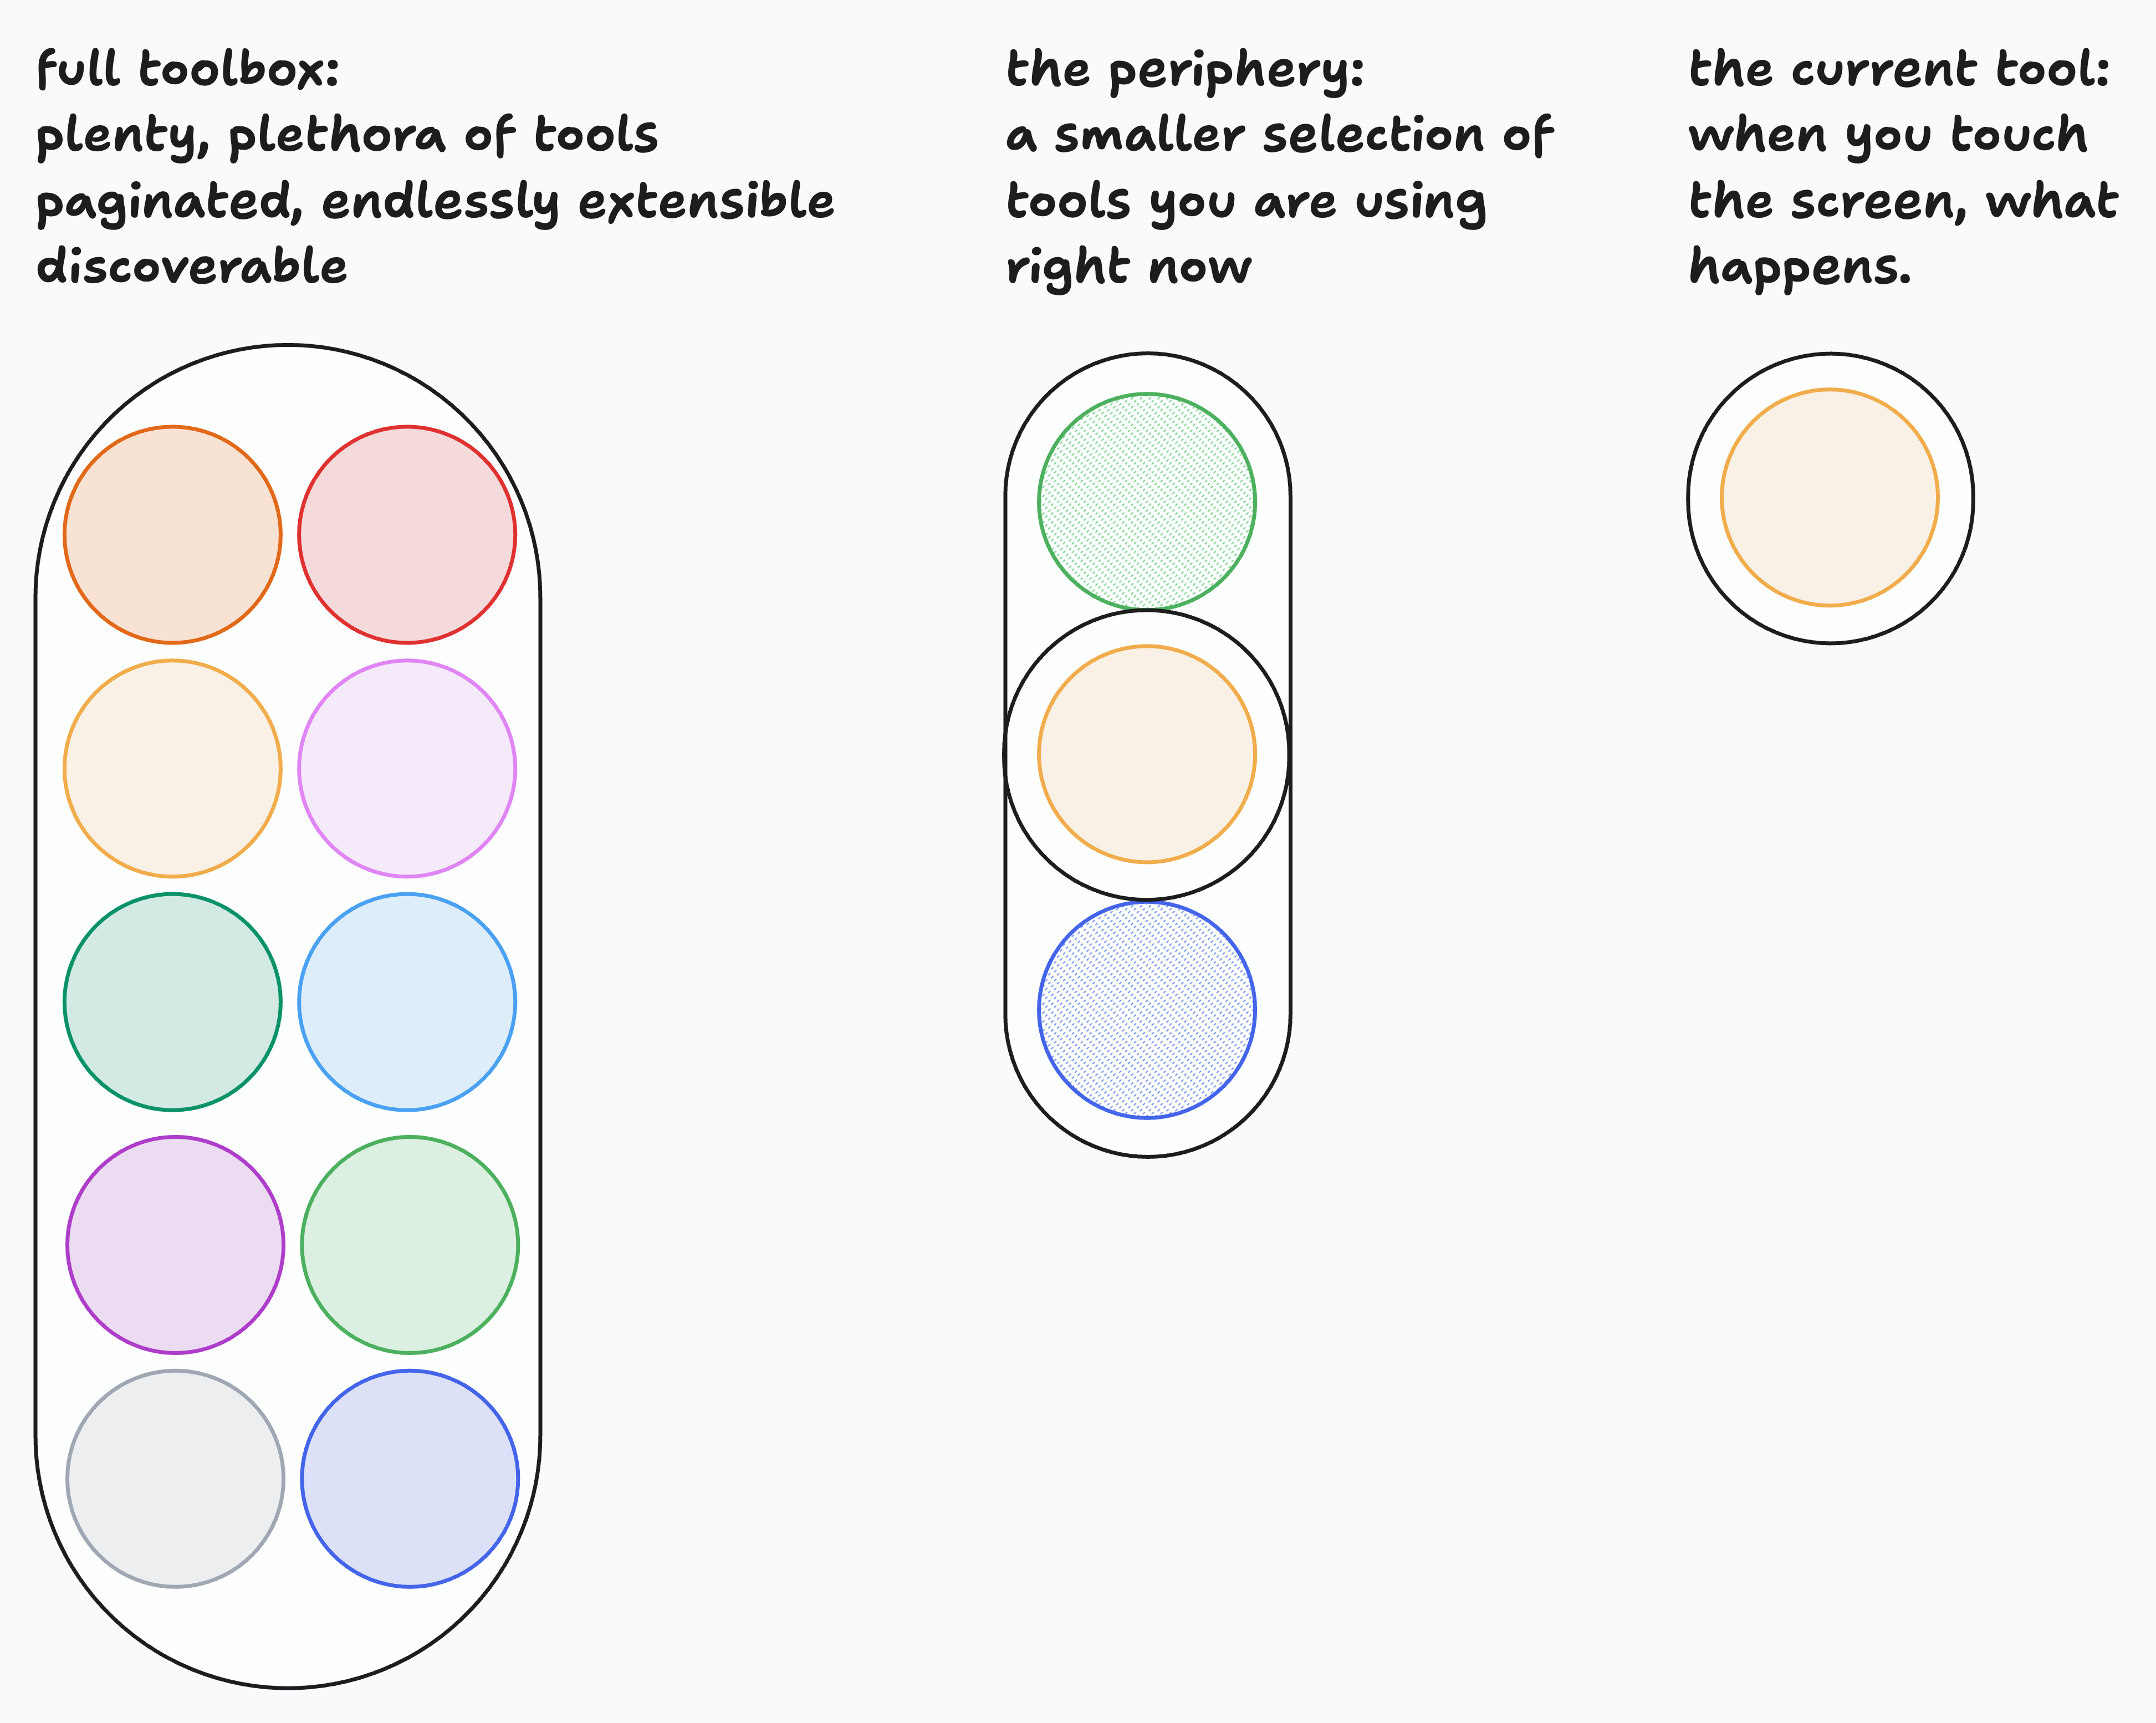 full toolbox:
plenty, plethora of tools
paginated, endlessly extensible
discoverable
the periphery:
a smaller selection of
tools you are using
right now
the current tool:
when you touch
the screen, what
happens.